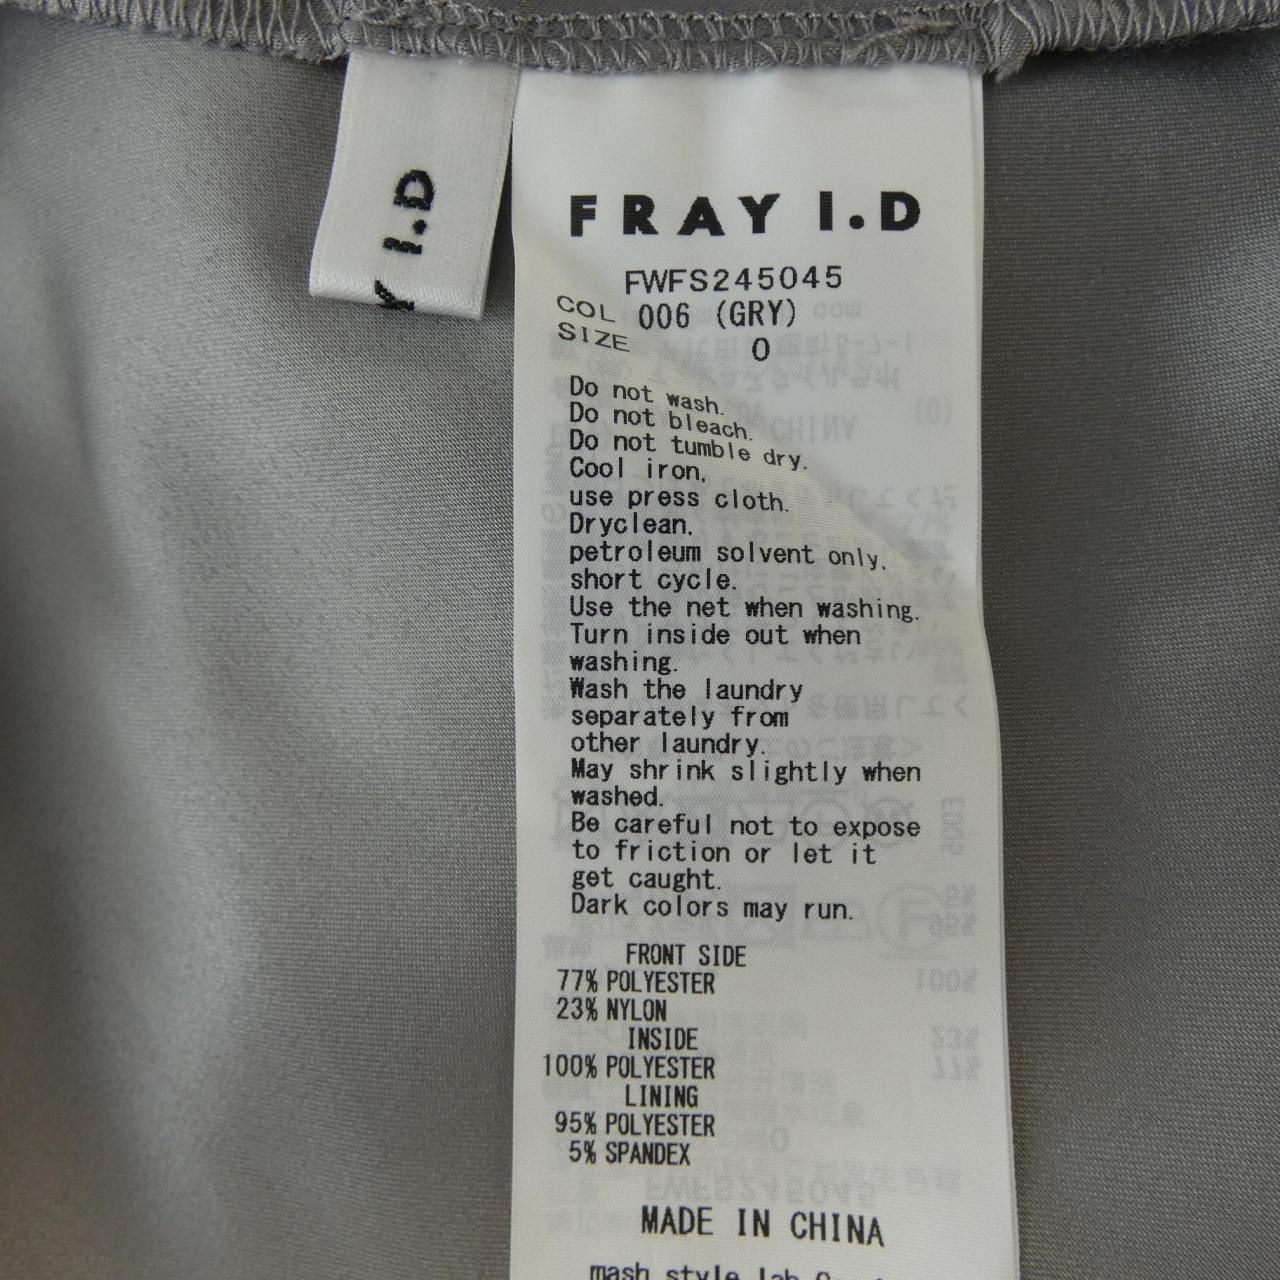 Y I.D
FRAY I.D
FWFS245045
COL 006 (GRY)
SIZE 0
Do not wash.
Do not bleach.
Do not tumble dry.
Cool iron,
use press cloth.
Dryclean,
petroleum solvent only,
short cycle.
Use the net when washing.
Turn inside out when
washing.
Wash the laundry
separately from
other laundry.
May shrink slightly when
washed.
Be careful not to expose
to friction or let it
get caught.
Dark colors may run.
FRONT SIDE
77% POLYESTER
23% NYLON
INSIDE
100% POLYESTER
LINING
95% POLYESTER
5% SPANDEX
MADE IN CHINA
mash style lab